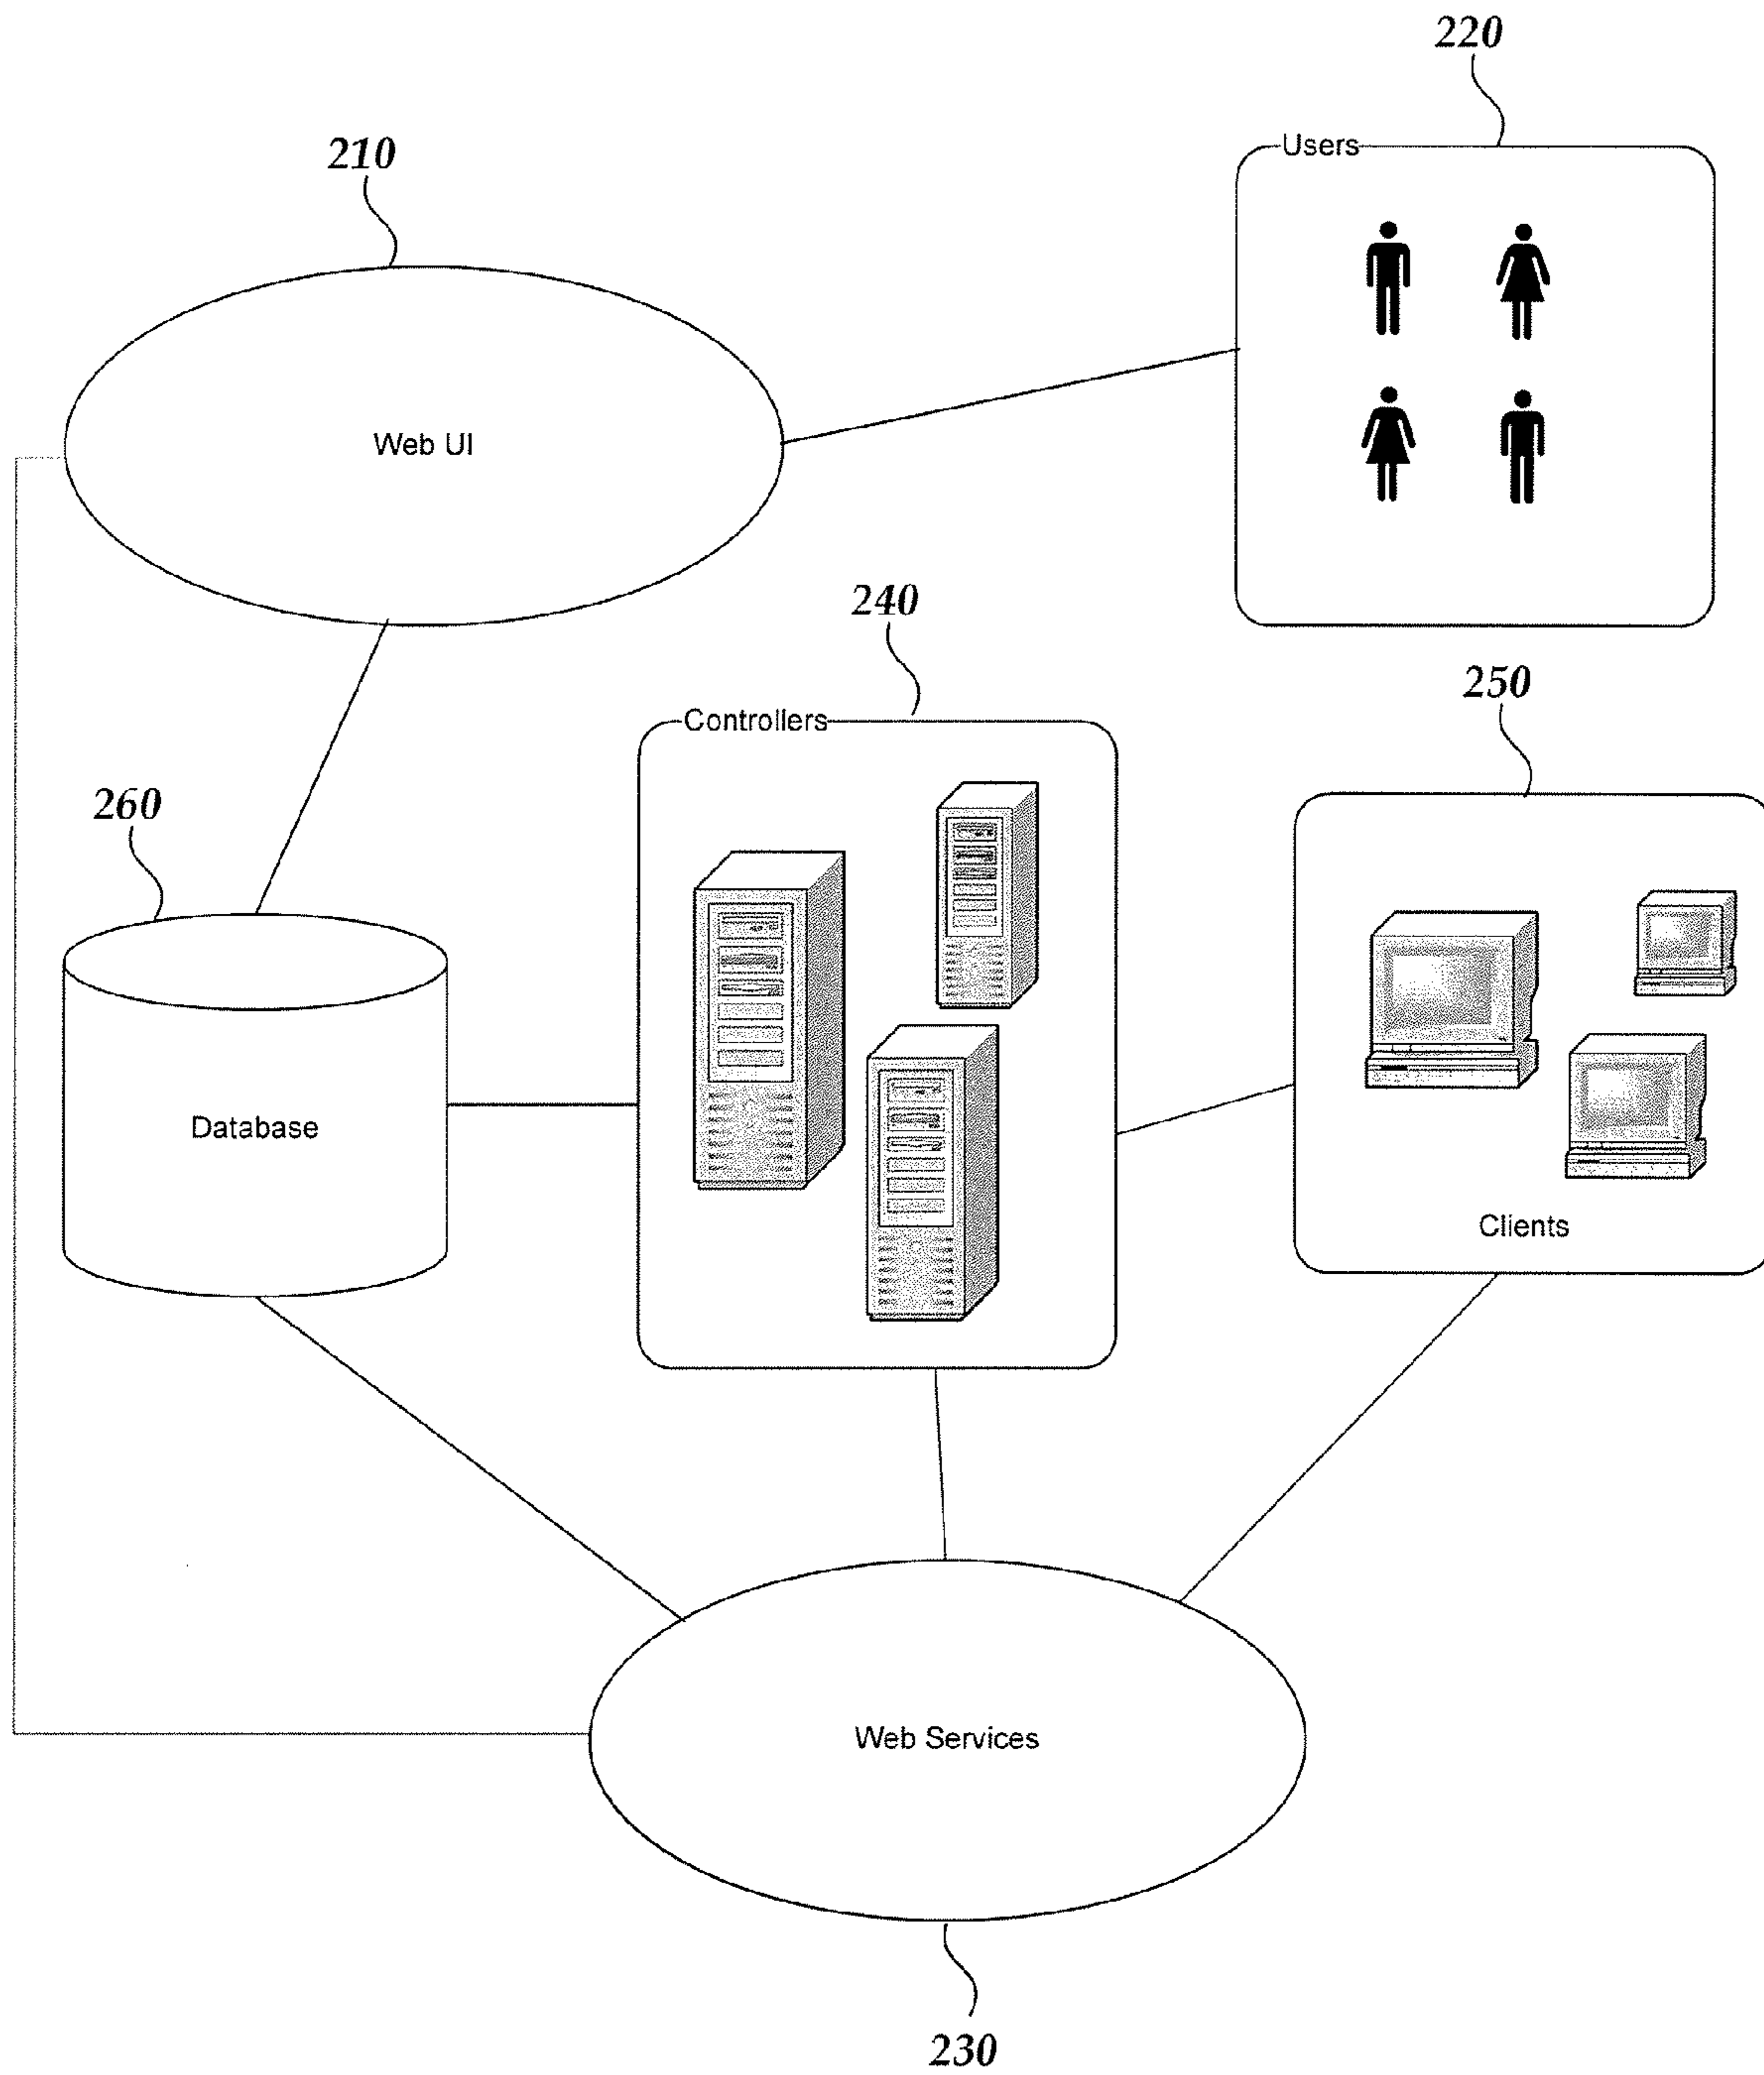 220
Users
210
Web UI
240
Controllers
250
260
Database
Clients
Web Services
230